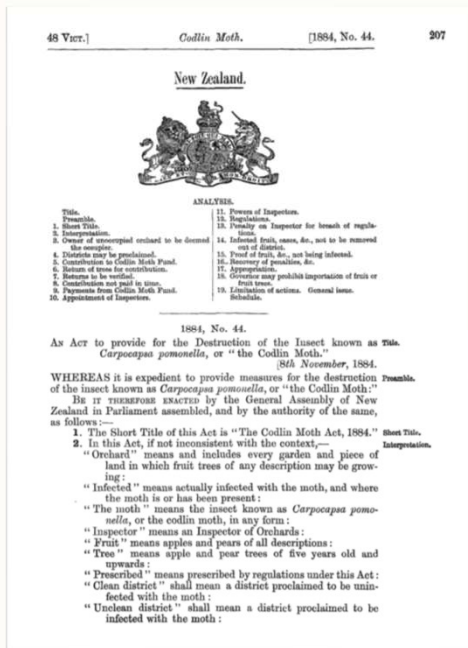 48 VICT.] Codlin Moth. [1884, No. 44. 207
New Zealand.
ANALYSIS.
Title.
Preamble.
1. Short Title.
2. Interpretation.
3. Owner of unoccupied orchard to be deemed
the occupier.
4. Districts may be proclaimed.
5. Contribution to Codlin Moth Fund.
6. Return of trees for contribution.
7. Returns to be verified.
8. Contribution not paid in time.
9. Payments from Codlin Moth Fund.
10. Appointment of Inspectors.
11. Powers of Inspectors.
12. Regulations.
13. Penalty on Inspector for breach of regula-
tions.
14. Infected fruit, cases, &c., not to be removed
out of district.
15. Proof of fruit, &c., not being infected.
16. Recovery of penalties, &c.
17. Appropriation.
18. Governor may prohibit importation of fruit or
fruit trees.
19. Limitation of actions. General issue.
Schedule.
1884, No. 44.
AN ACT to provide for the Destruction of the Insect known as Title.
Carpocapsa pomonella, or "the Codlin Moth."
[8th November, 1884.
WHEREAS it is expedient to provide measures for the destruction Preamble.
of the insect known as Carpocapsa pomonella, or "the Codlin Moth:"
BE IT THEREFORE ENACTED by the General Assembly of New
Zealand in Parliament assembled, and by the authority of the same,
as follows:—
1. The Short Title of this Act is "The Codlin Moth Act, 1884." Short Title.
2. In this Act, if not inconsistent with the context,— Interpretation.
"Orchard" means and includes every garden and piece of
land in which fruit trees of any description may be grow-
ing:
"Infected" means actually infected with the moth, and where
the moth is or has been present:
"The moth" means the insect known as Carpocapsa pomo-
nella, or the codlin moth, in any form:
"Inspector" means an Inspector of Orchards:
"Fruit" means apples and pears of all descriptions:
"Tree" means apple and pear trees of five years old and
upwards:
"Prescribed" means prescribed by regulations under this Act:
"Clean district" shall mean a district proclaimed to be unin-
fected with the moth:
"Unclean district" shall mean a district proclaimed to be
infected with the moth: